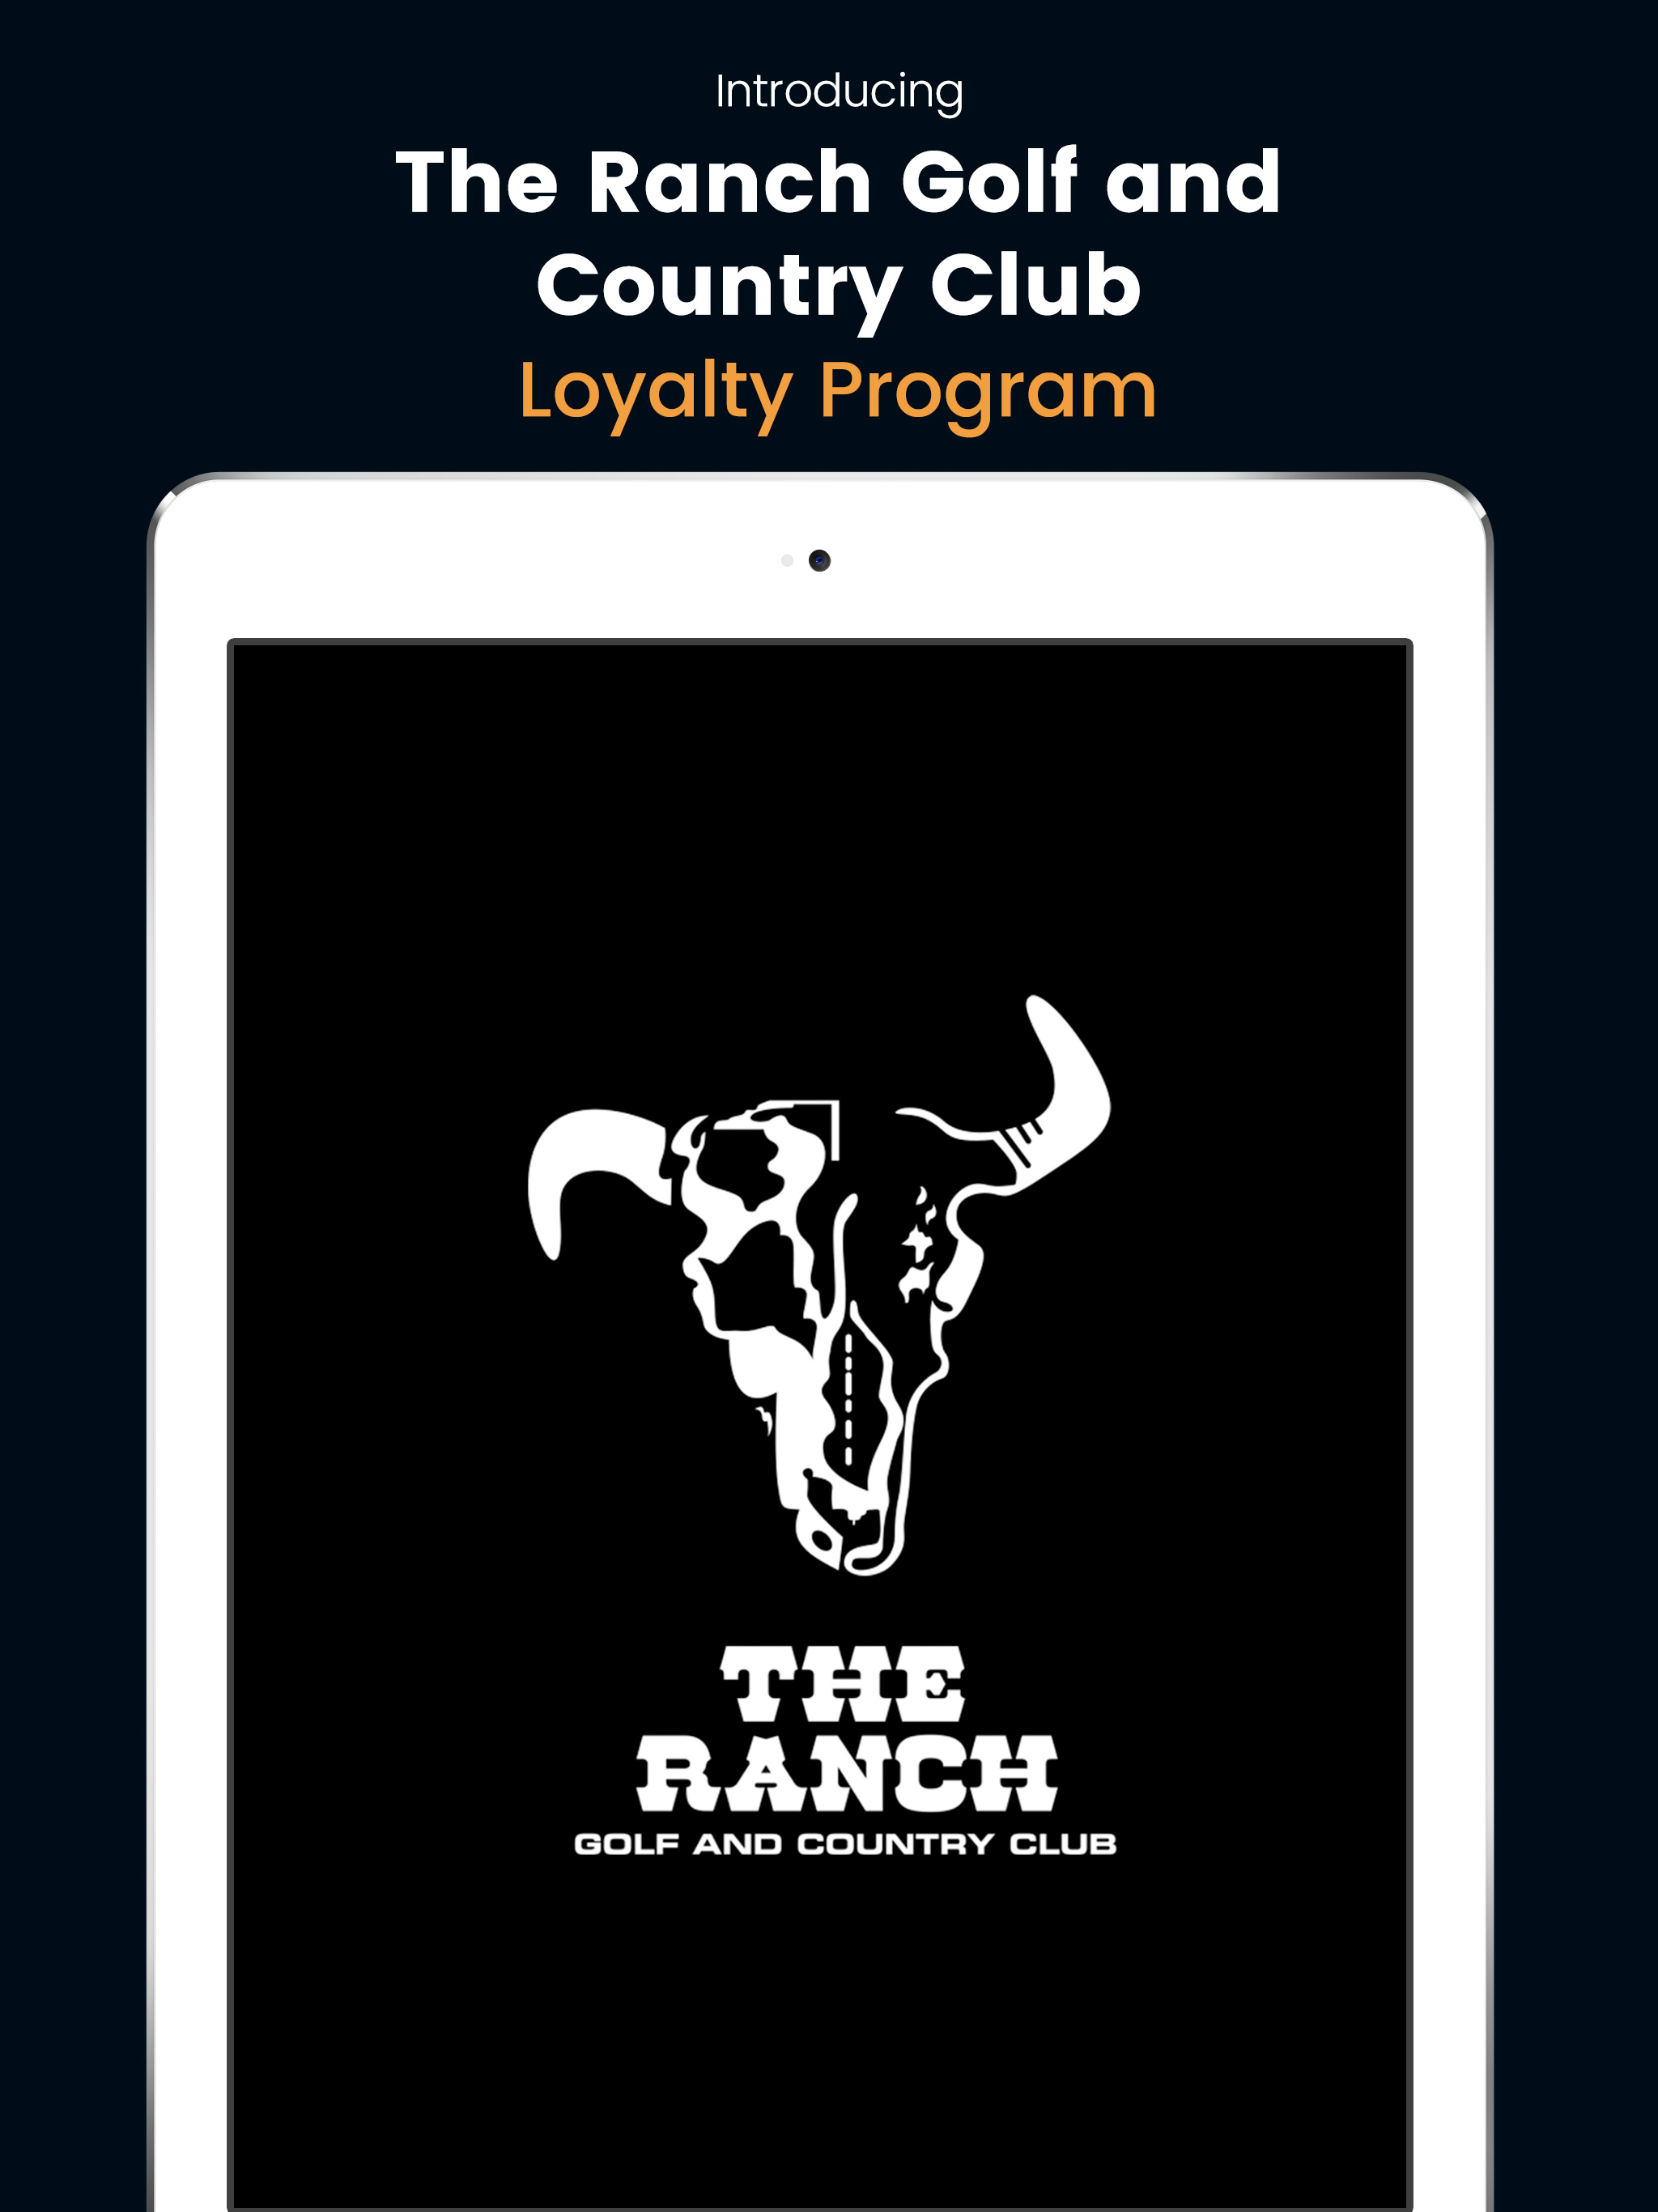 Introducing
The Ranch Golf and
Country Club
Loyalty Program
THE
RANCH
GOLF AND COUNTRY CLUB